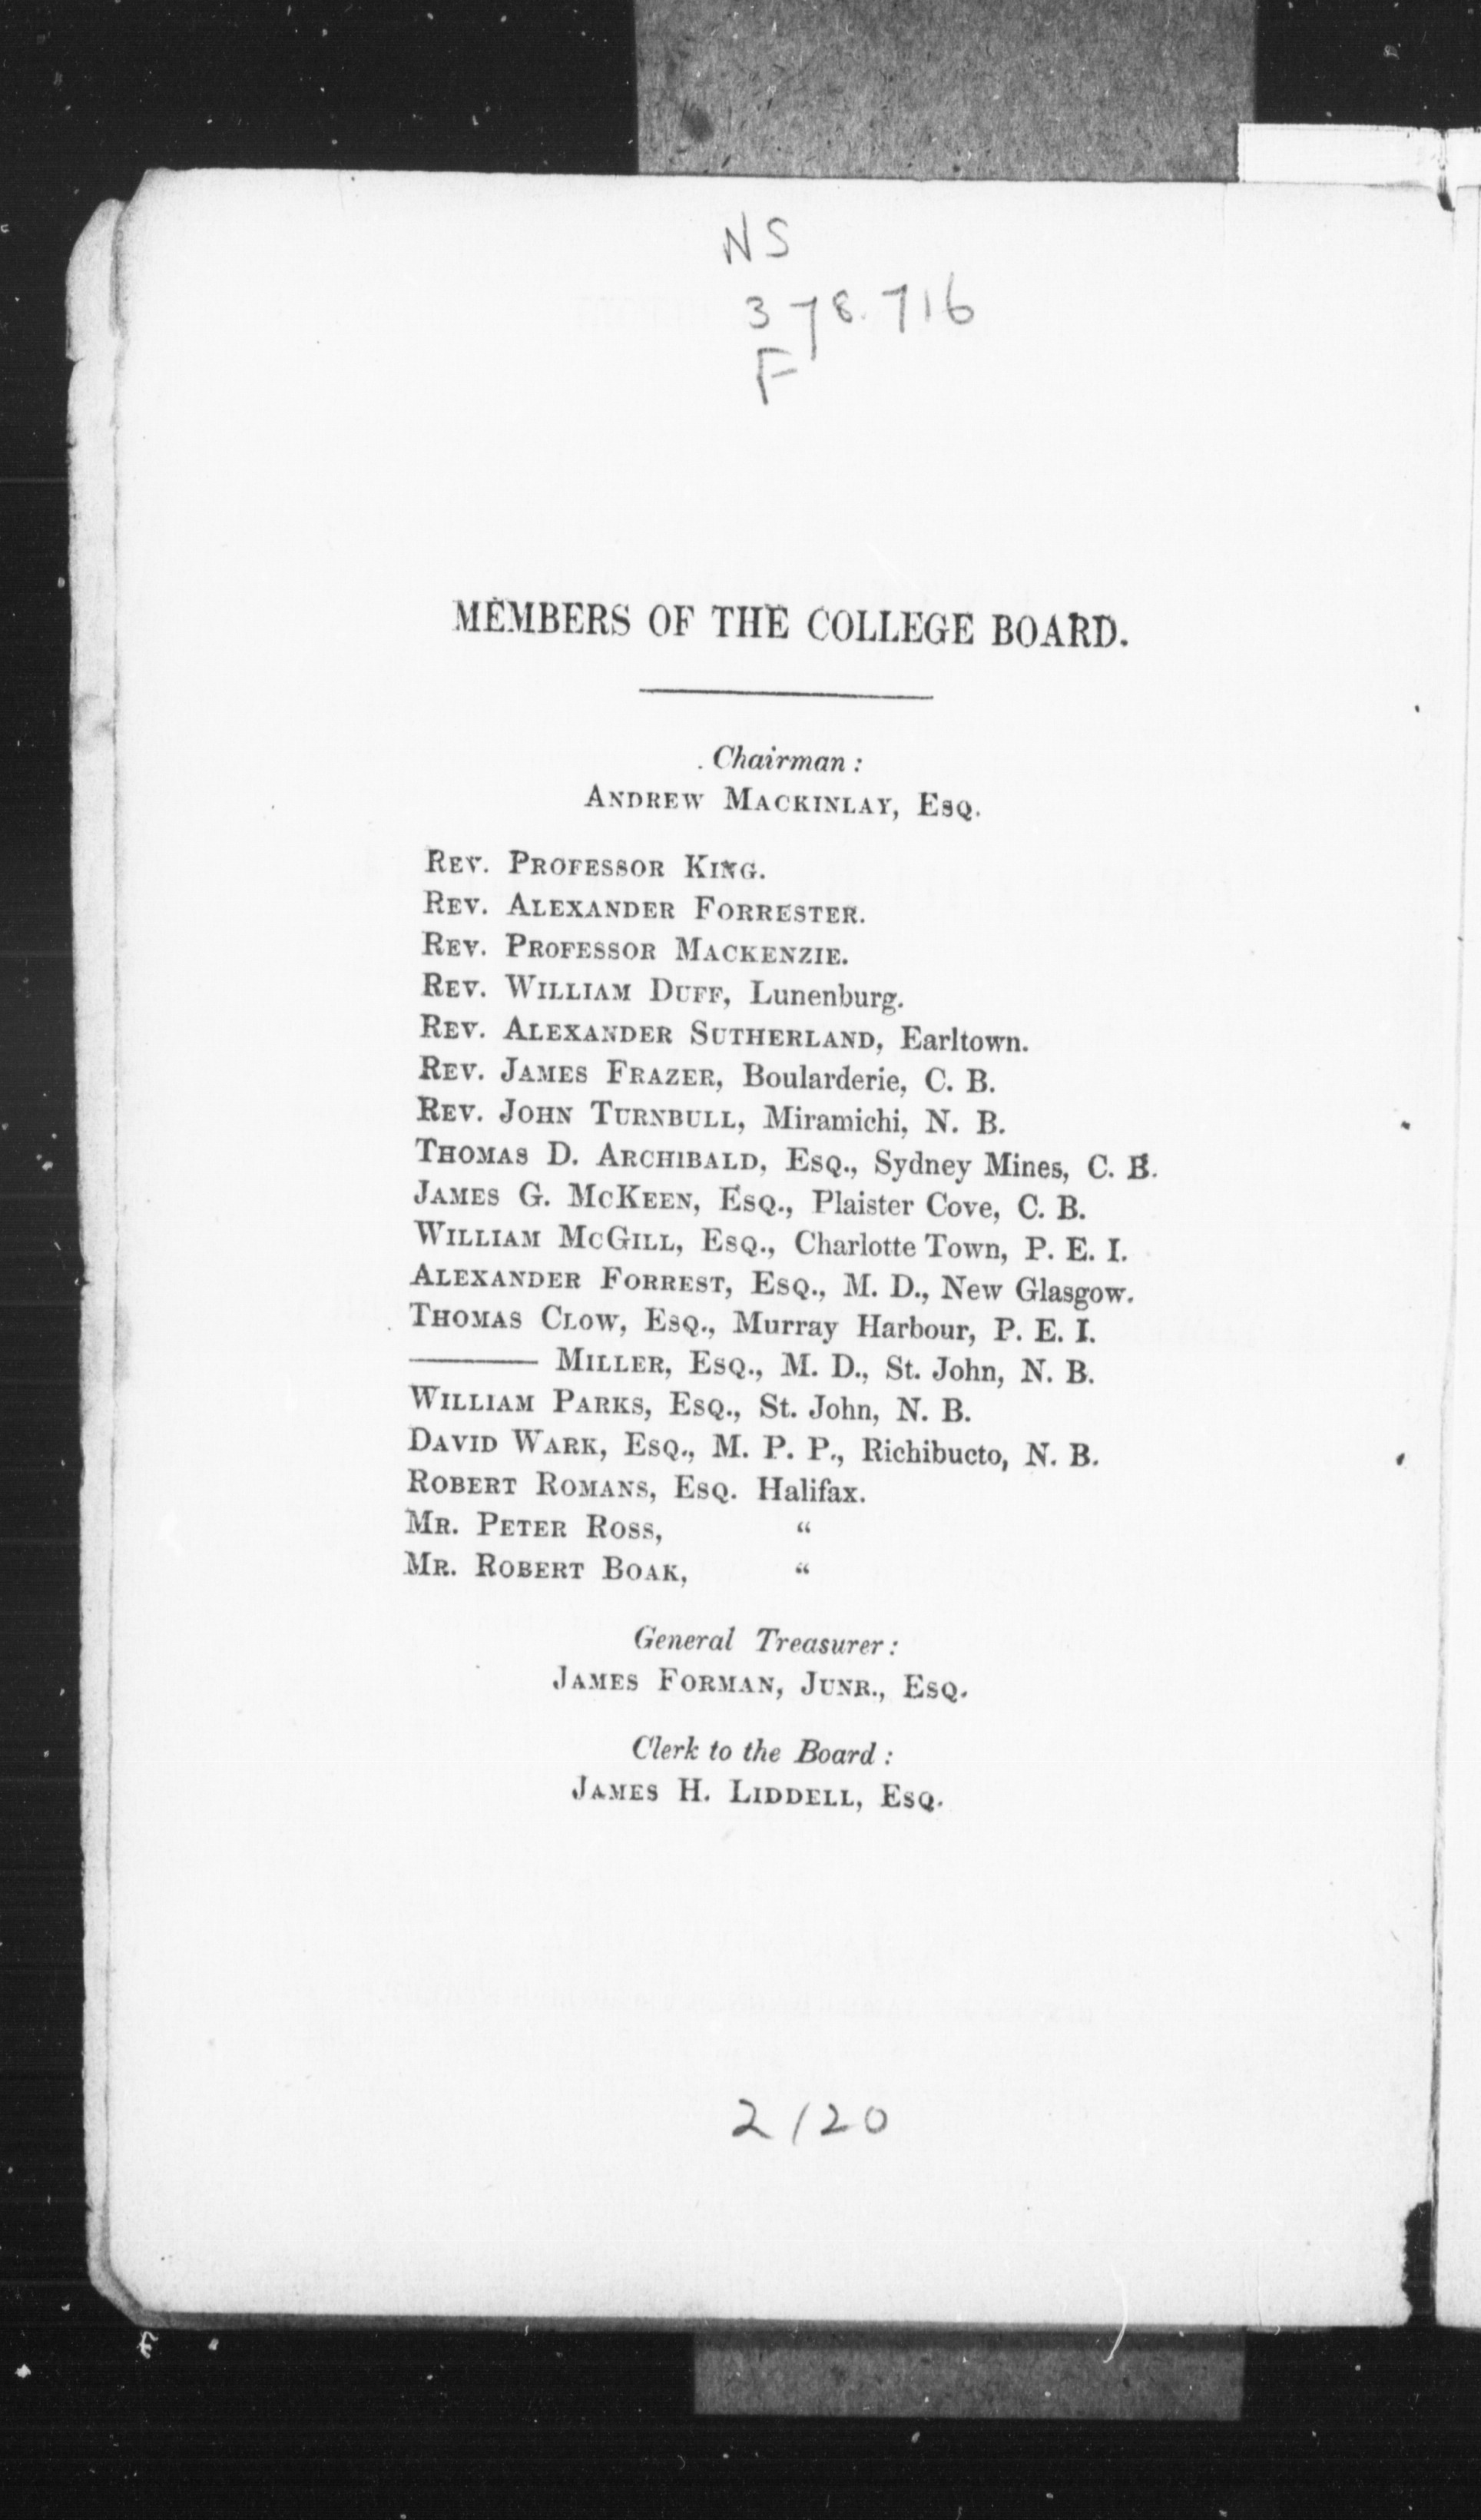 NS
378.716
F
MEMBERS OF THE COLLEGE BOARD.
Chairman:
ANDREW MACKINLAY, ESQ.
REV. PROFESSOR KING.
REV. ALEXANDER FORRESTER.
REV. PROFESSOR MACKENZIE.
REV. WILLIAM DUFF, Lunenburg.
REV. ALEXANDER SUTHERLAND, Earltown.
REV. JAMES FRAZER, Boularderie, C. B.
REV. JOHN TURNBULL, Miramichi, N. B.
THOMAS D. ARCHIBALD, ESQ., Sydney Mines, C. B.
JAMES G. MCKEEN, ESQ., Plaister Cove, C. B.
WILLIAM MCGILL, ESQ., Charlotte Town, P. E. I.
ALEXANDER FORREST, ESQ., M. D., New Glasgow.
THOMAS CLOW, ESQ., Murray Harbour, P. E. I.
——— MILLER, ESQ., M. D., St. John, N. B.
WILLIAM PARKS, ESQ., St. John, N. B.
DAVID WARK, ESQ., M. P. P., Richibucto, N. B.
ROBERT ROMANS, ESQ. Halifax.
MR. PETER ROSS, “
MR. ROBERT BOAK, “
General Treasurer:
JAMES FORMAN, JUNR., ESQ.
Clerk to the Board:
JAMES H. LIDDELL, ESQ.
2120